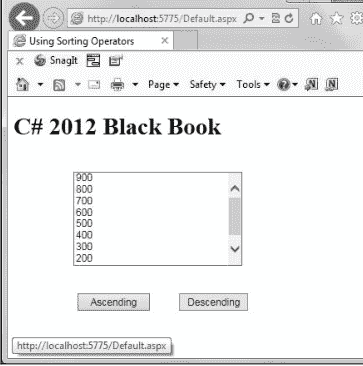 http://localhost:5775/Default.aspx
Using Sorting Operators
SnagIt
Page Safety Tools
C# 2012 Black Book
900
800
700
600
500
400
300
200
Ascending Descending
http://localhost:5775/Default.aspx